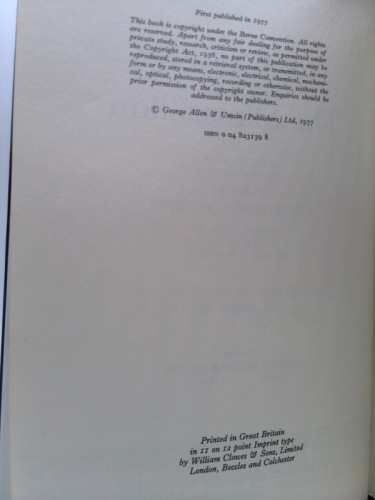 First published in 1977
This book is copyright under the Berne Convention. All rights
are reserved. Apart from any fair dealing for the purpose of
private study, research, criticism or review, as permitted under
the Copyright Act, 1956, no part of this publication may be
reproduced, stored in a retrieval system, or transmitted, in any
form or by any means, electronic, electrical, chemical, mechani-
cal, optical, photocopying, recording or otherwise, without the
prior permission of the copyright owner. Enquiries should be
addressed to the publishers.
© George Allen & Unwin (Publishers) Ltd, 1977
ISBN 0 04 823139 8
Printed in Great Britain
in 11 on 12 point Imprint type
by William Clowes & Sons, Limited
London, Beccles and Colchester